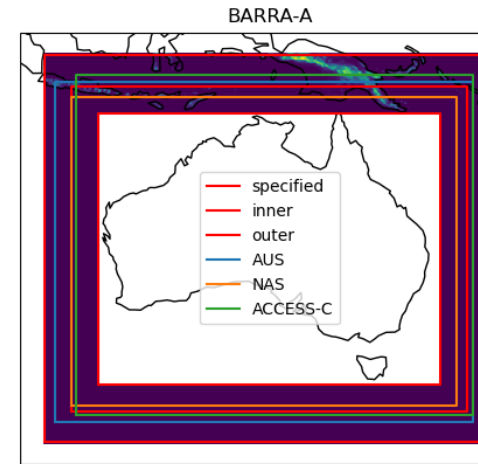 BARRA-A
specified
inner
outer
AUS
NAS
ACCESS-C